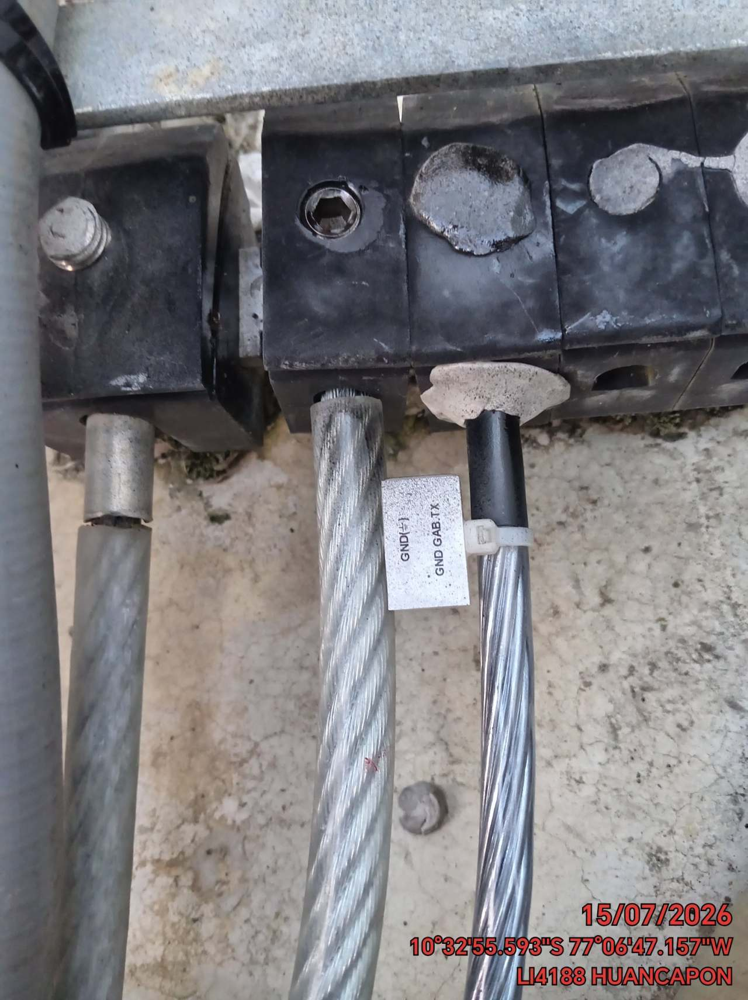 GND(⏚)
GND GAB.TX
15/07/2026
10°32'55.593"S 77°06'47.157"W
LI4188 HUANCAPON